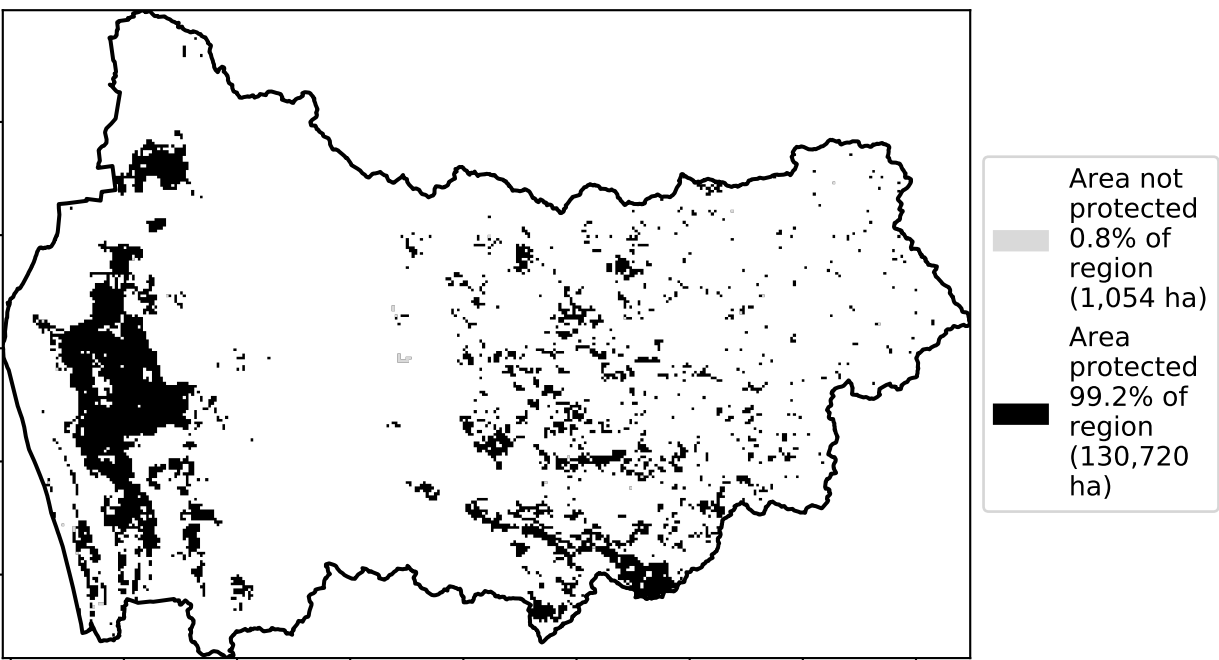 Area not
protected
0.8% of
region
(1,054 ha)
Area
protected
99.2% of
region
(130,720
ha)